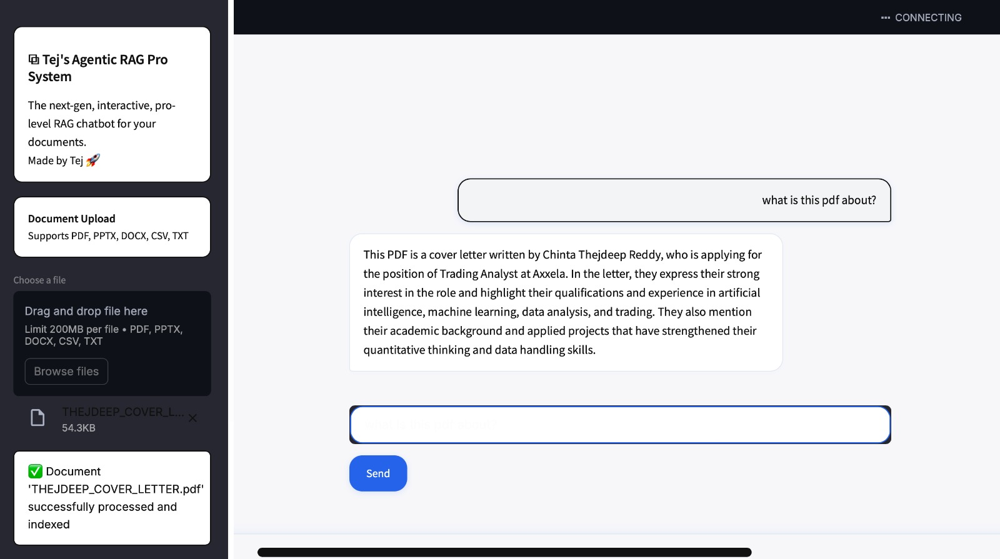 Tej's Agentic RAG Pro
System
The next-gen, interactive, pro-
level RAG chatbot for your
documents.
Made by Tej 🚀
Document Upload
Supports PDF, PPTX, DOCX, CSV, TXT
Choose a file
Drag and drop file here
Limit 200MB per file • PDF, PPTX,
DOCX, CSV, TXT
Browse files
THEJDEEP_COVER_L...
54.3KB
✅ Document
'THEJDEEP_COVER_LETTER.pdf'
successfully processed and
indexed
CONNECTING
what is this pdf about?
This PDF is a cover letter written by Chinta Thejdeep Reddy, who is applying for
the position of Trading Analyst at Axxela. In the letter, they express their strong
interest in the role and highlight their qualifications and experience in artificial
intelligence, machine learning, data analysis, and trading. They also mention
their academic background and applied projects that have strengthened their
quantitative thinking and data handling skills.
what is this pdf about?
Send